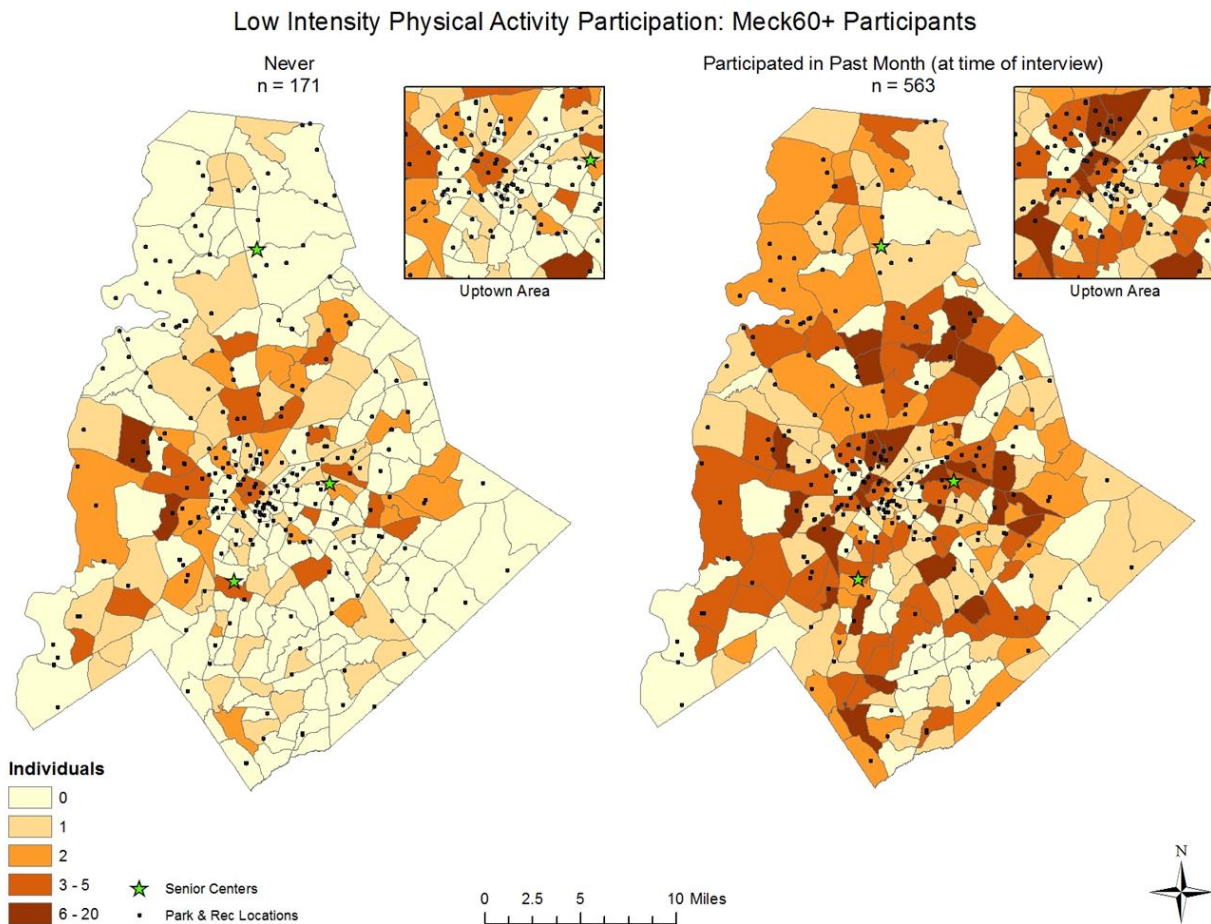 Low Intensity Physical Activity Participation: Meck60+ Participants
Never
n = 171
Participated in Past Month (at time of interview)
n = 563
Uptown Area
Uptown Area
Individuals
0
1
2
3 - 5
6 - 20
Senior Centers
Park & Rec Locations
0 2.5 5 10 Miles
N